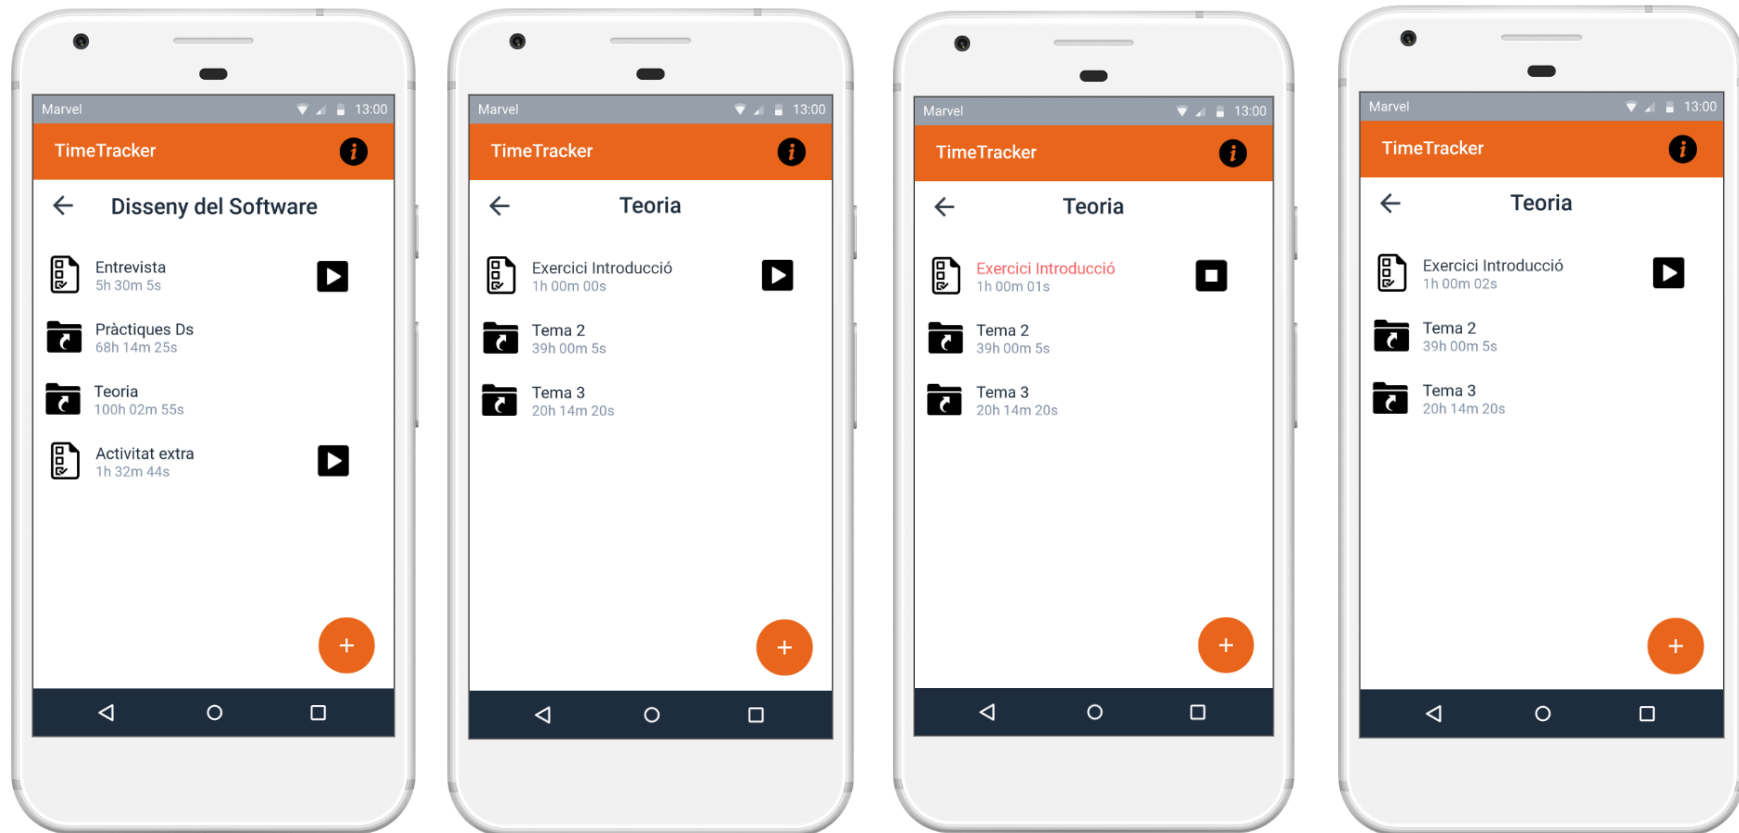 Marvel 13:00
TimeTracker i
Disseny del Software
Entrevista
5h 30m 5s
Pràctiques Ds
68h 14m 25s
Teoria
100h 02m 55s
Activitat extra
1h 32m 44s
+
Marvel 13:00
TimeTracker i
Teoria
Exercici Introducció
1h 00m 00s
Tema 2
39h 00m 5s
Tema 3
20h 14m 20s
+
Marvel 13:00
TimeTracker i
Teoria
Exercici Introducció
1h 00m 01s
Tema 2
39h 00m 5s
Tema 3
20h 14m 20s
+
Marvel 13:00
TimeTracker i
Teoria
Exercici Introducció
1h 00m 02s
Tema 2
39h 00m 5s
Tema 3
20h 14m 20s
+